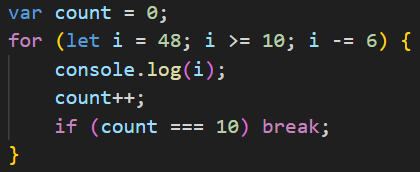 var count = 0;
for (let i = 48; i >= 10; i -= 6) {
    console.log(i);
    count++;
    if (count === 10) break;
}